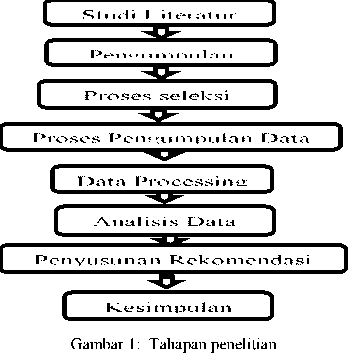 Studi Literatur
Pengumpulan
Proses seleksi
Proses Pengumpulan Data
Data Processing
Analisis Data
Penyusunan Rekomendasi
Kesimpulan
Gambar 1: Tahapan penelitian